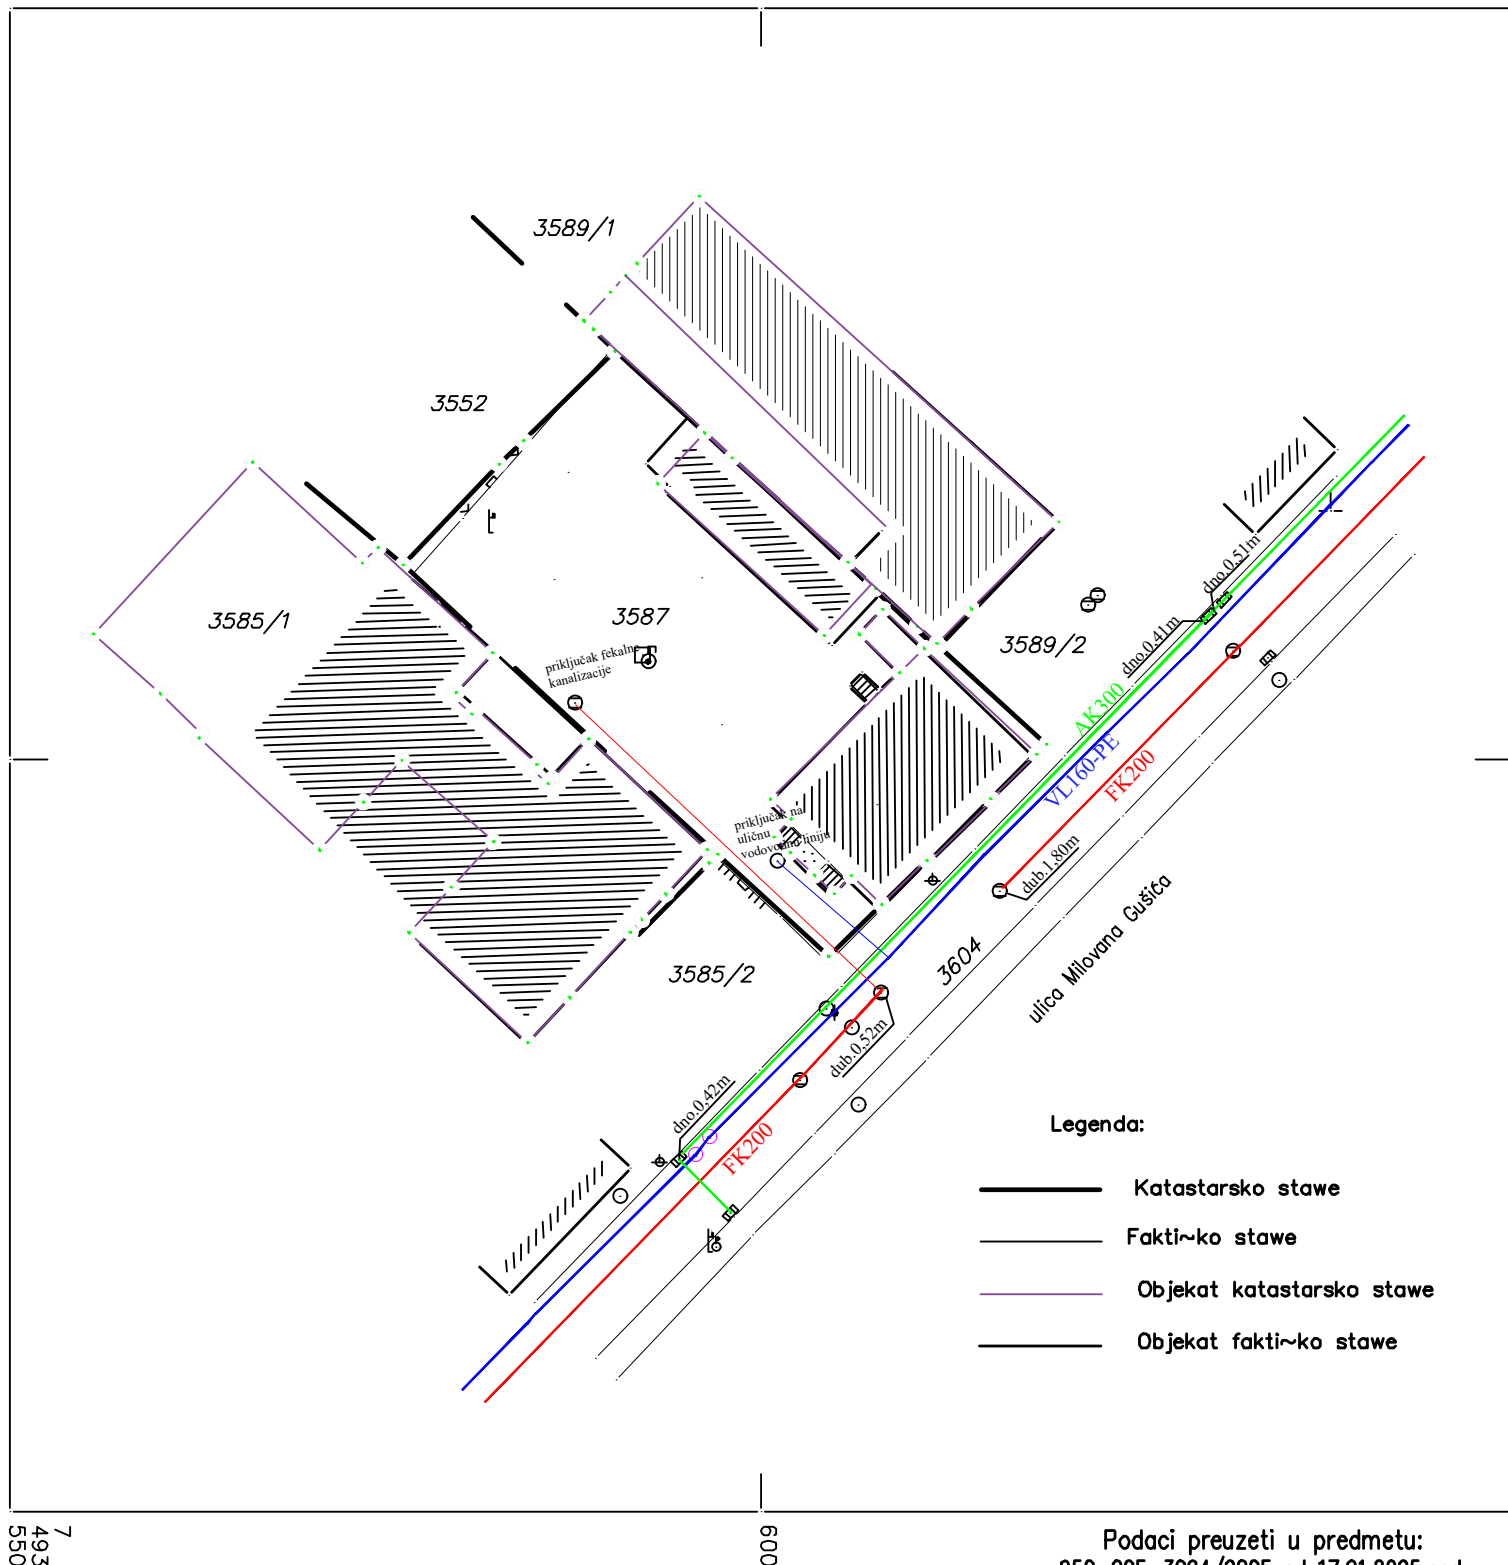 3589/1
3552
3585/1
3587
3589/2
priključak fekalne
kanalizacije
dno.0,51m
dno.0,41m
AK300
VL160-PE
FK200
priključak na
uličnu
vodovodnu liniju
dub.1,80m
3604
ulica Milovana Gušića
3585/2
dub.0,52m
dno.0,42m
FK200
Legenda:
Katastarsko stawe
Fakti~ko stawe
Objekat katastarsko stawe
Objekat fakti~ko stawe
7
493
550
600
Podaci preuzeti u predmetu: